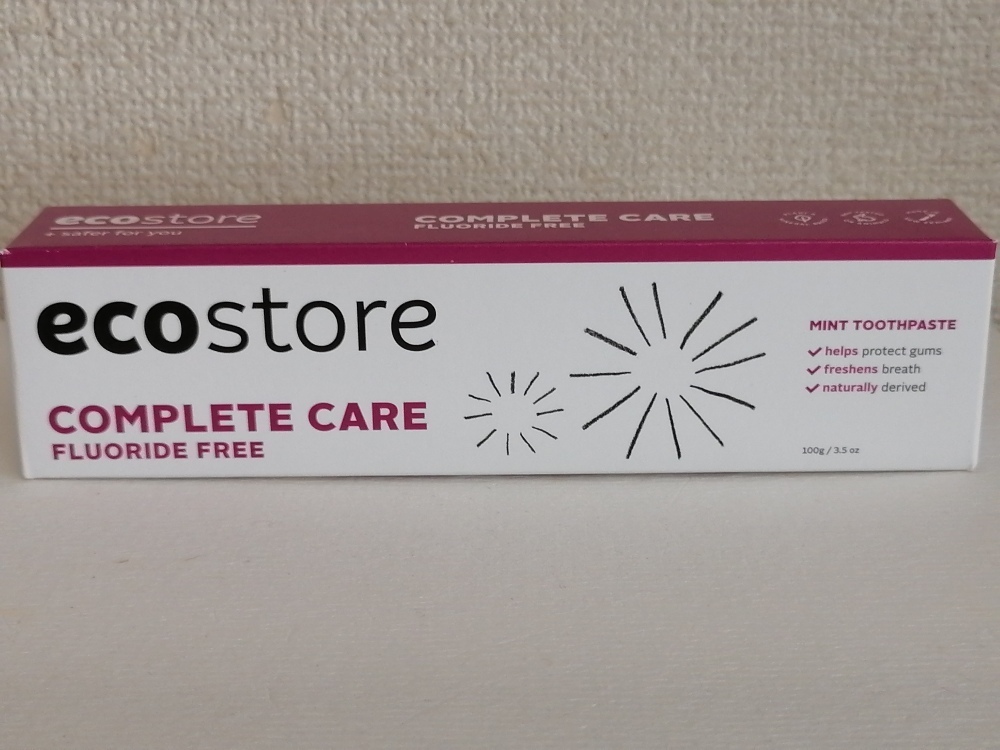 ecostore
+ safer for you
COMPLETE CARE
FLUORIDE FREE
ecostore
COMPLETE CARE
FLUORIDE FREE
MINT TOOTHPASTE
helps protect gums
freshens breath
naturally derived
100g / 3.5 oz